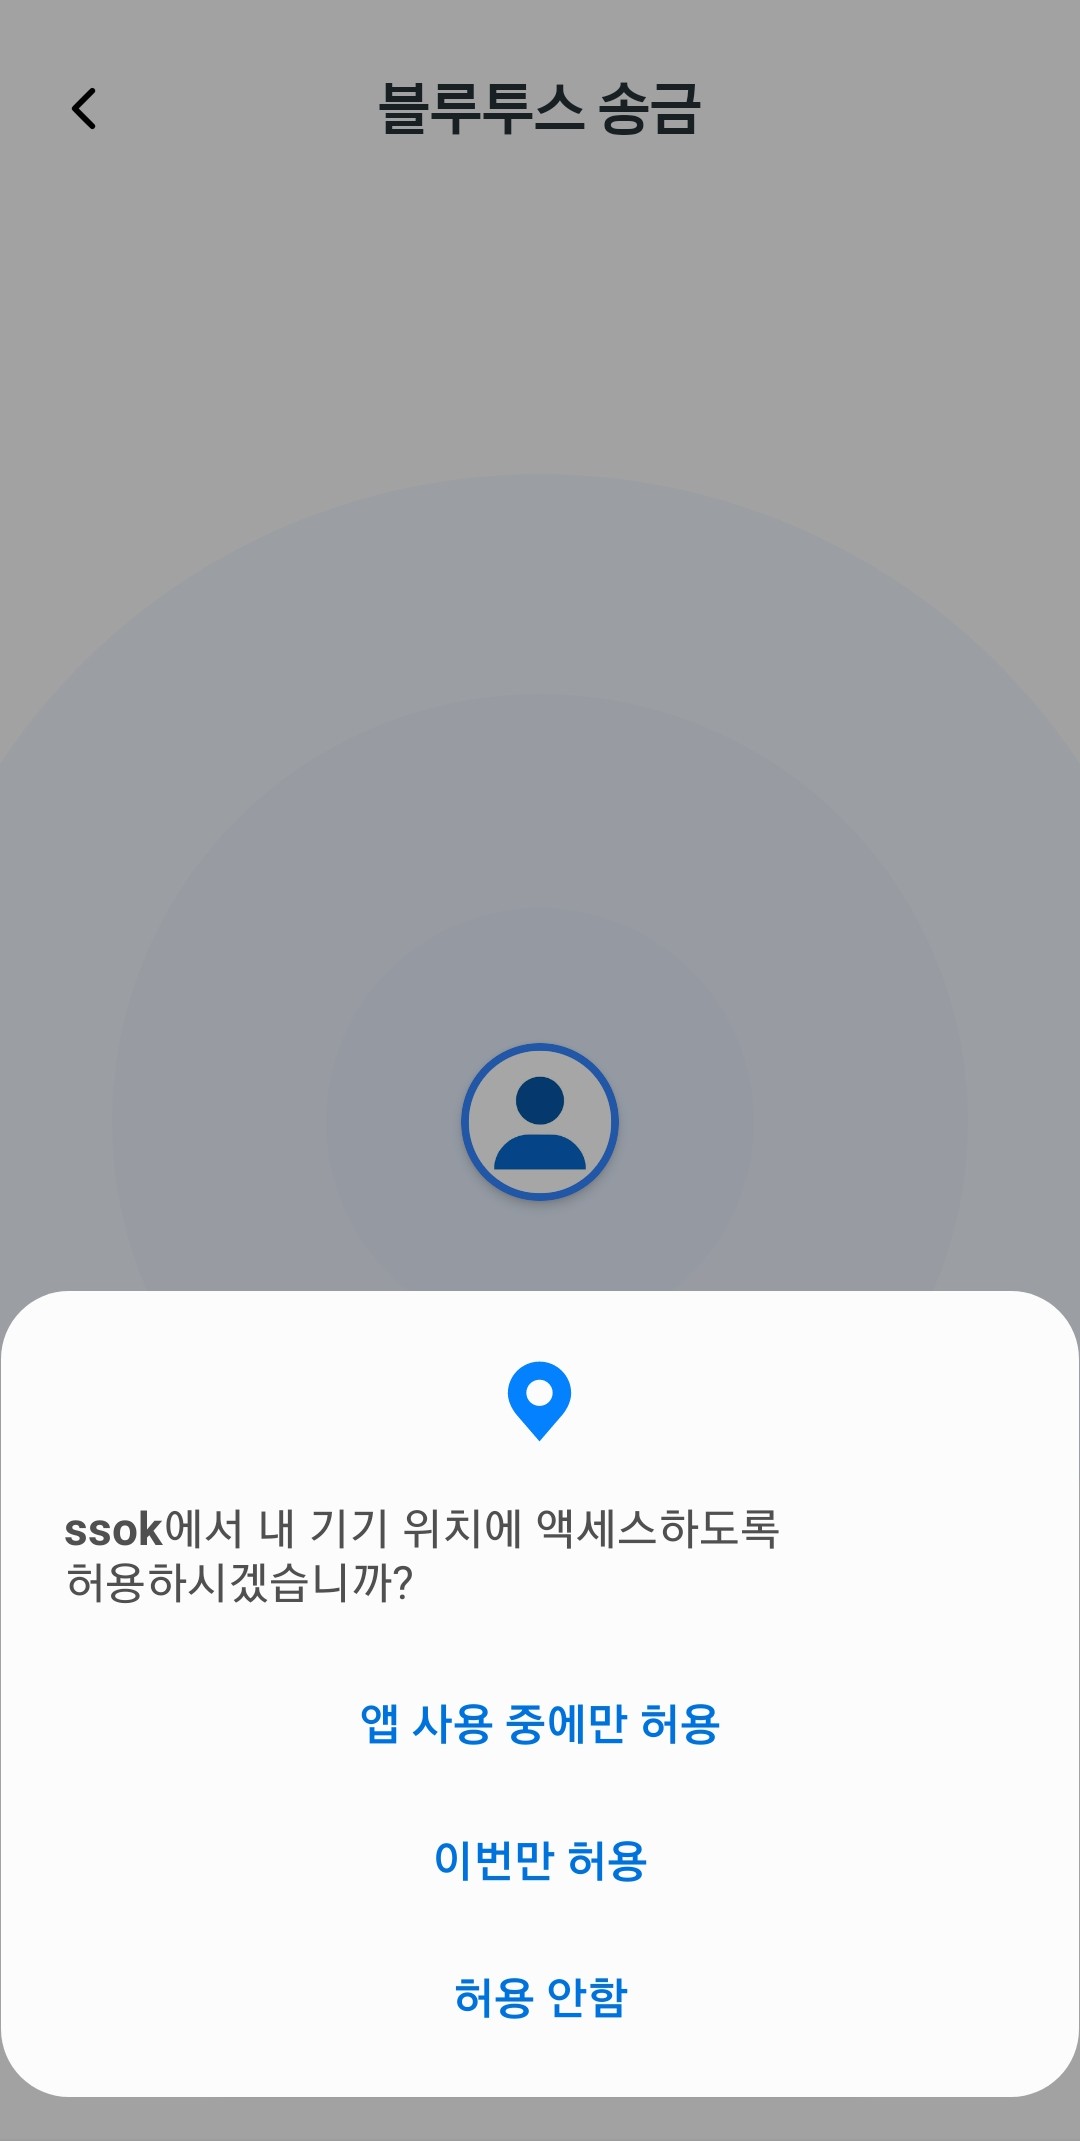 블루투스 송금
ssok에서 내 기기 위치에 액세스하도록
허용하시겠습니까?
앱 사용 중에만 허용
이번만 허용
허용 안함